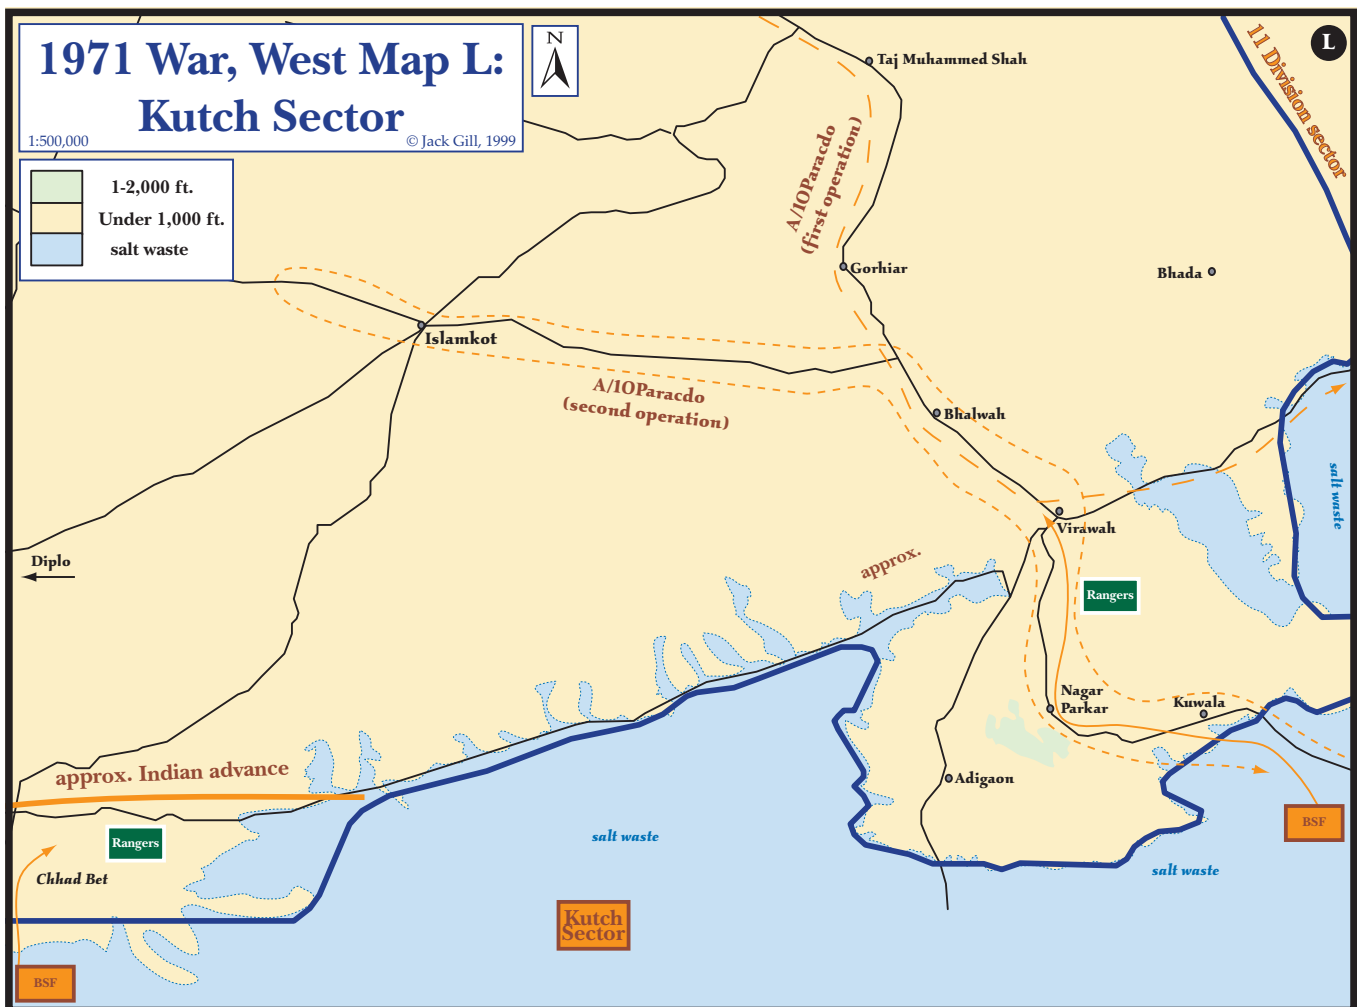 1971 War, West Map L:
Kutch Sector
1:500,000
© Jack Gill, 1999
N
L
1-2,000 ft.
Under 1,000 ft.
salt waste
Taj Muhammed Shah
11 Division sector
A/10Paracdo
(first operation)
Gorhiar
Bhada
Islamkot
A/10Paracdo
(second operation)
Bhalwah
salt waste
Virawah
Diplo
approx.
Rangers
Nagar
Parkar
Kuwala
approx. Indian advance
Adigaon
BSF
Rangers
salt waste
Chhad Bet
salt waste
Kutch
Sector
BSF